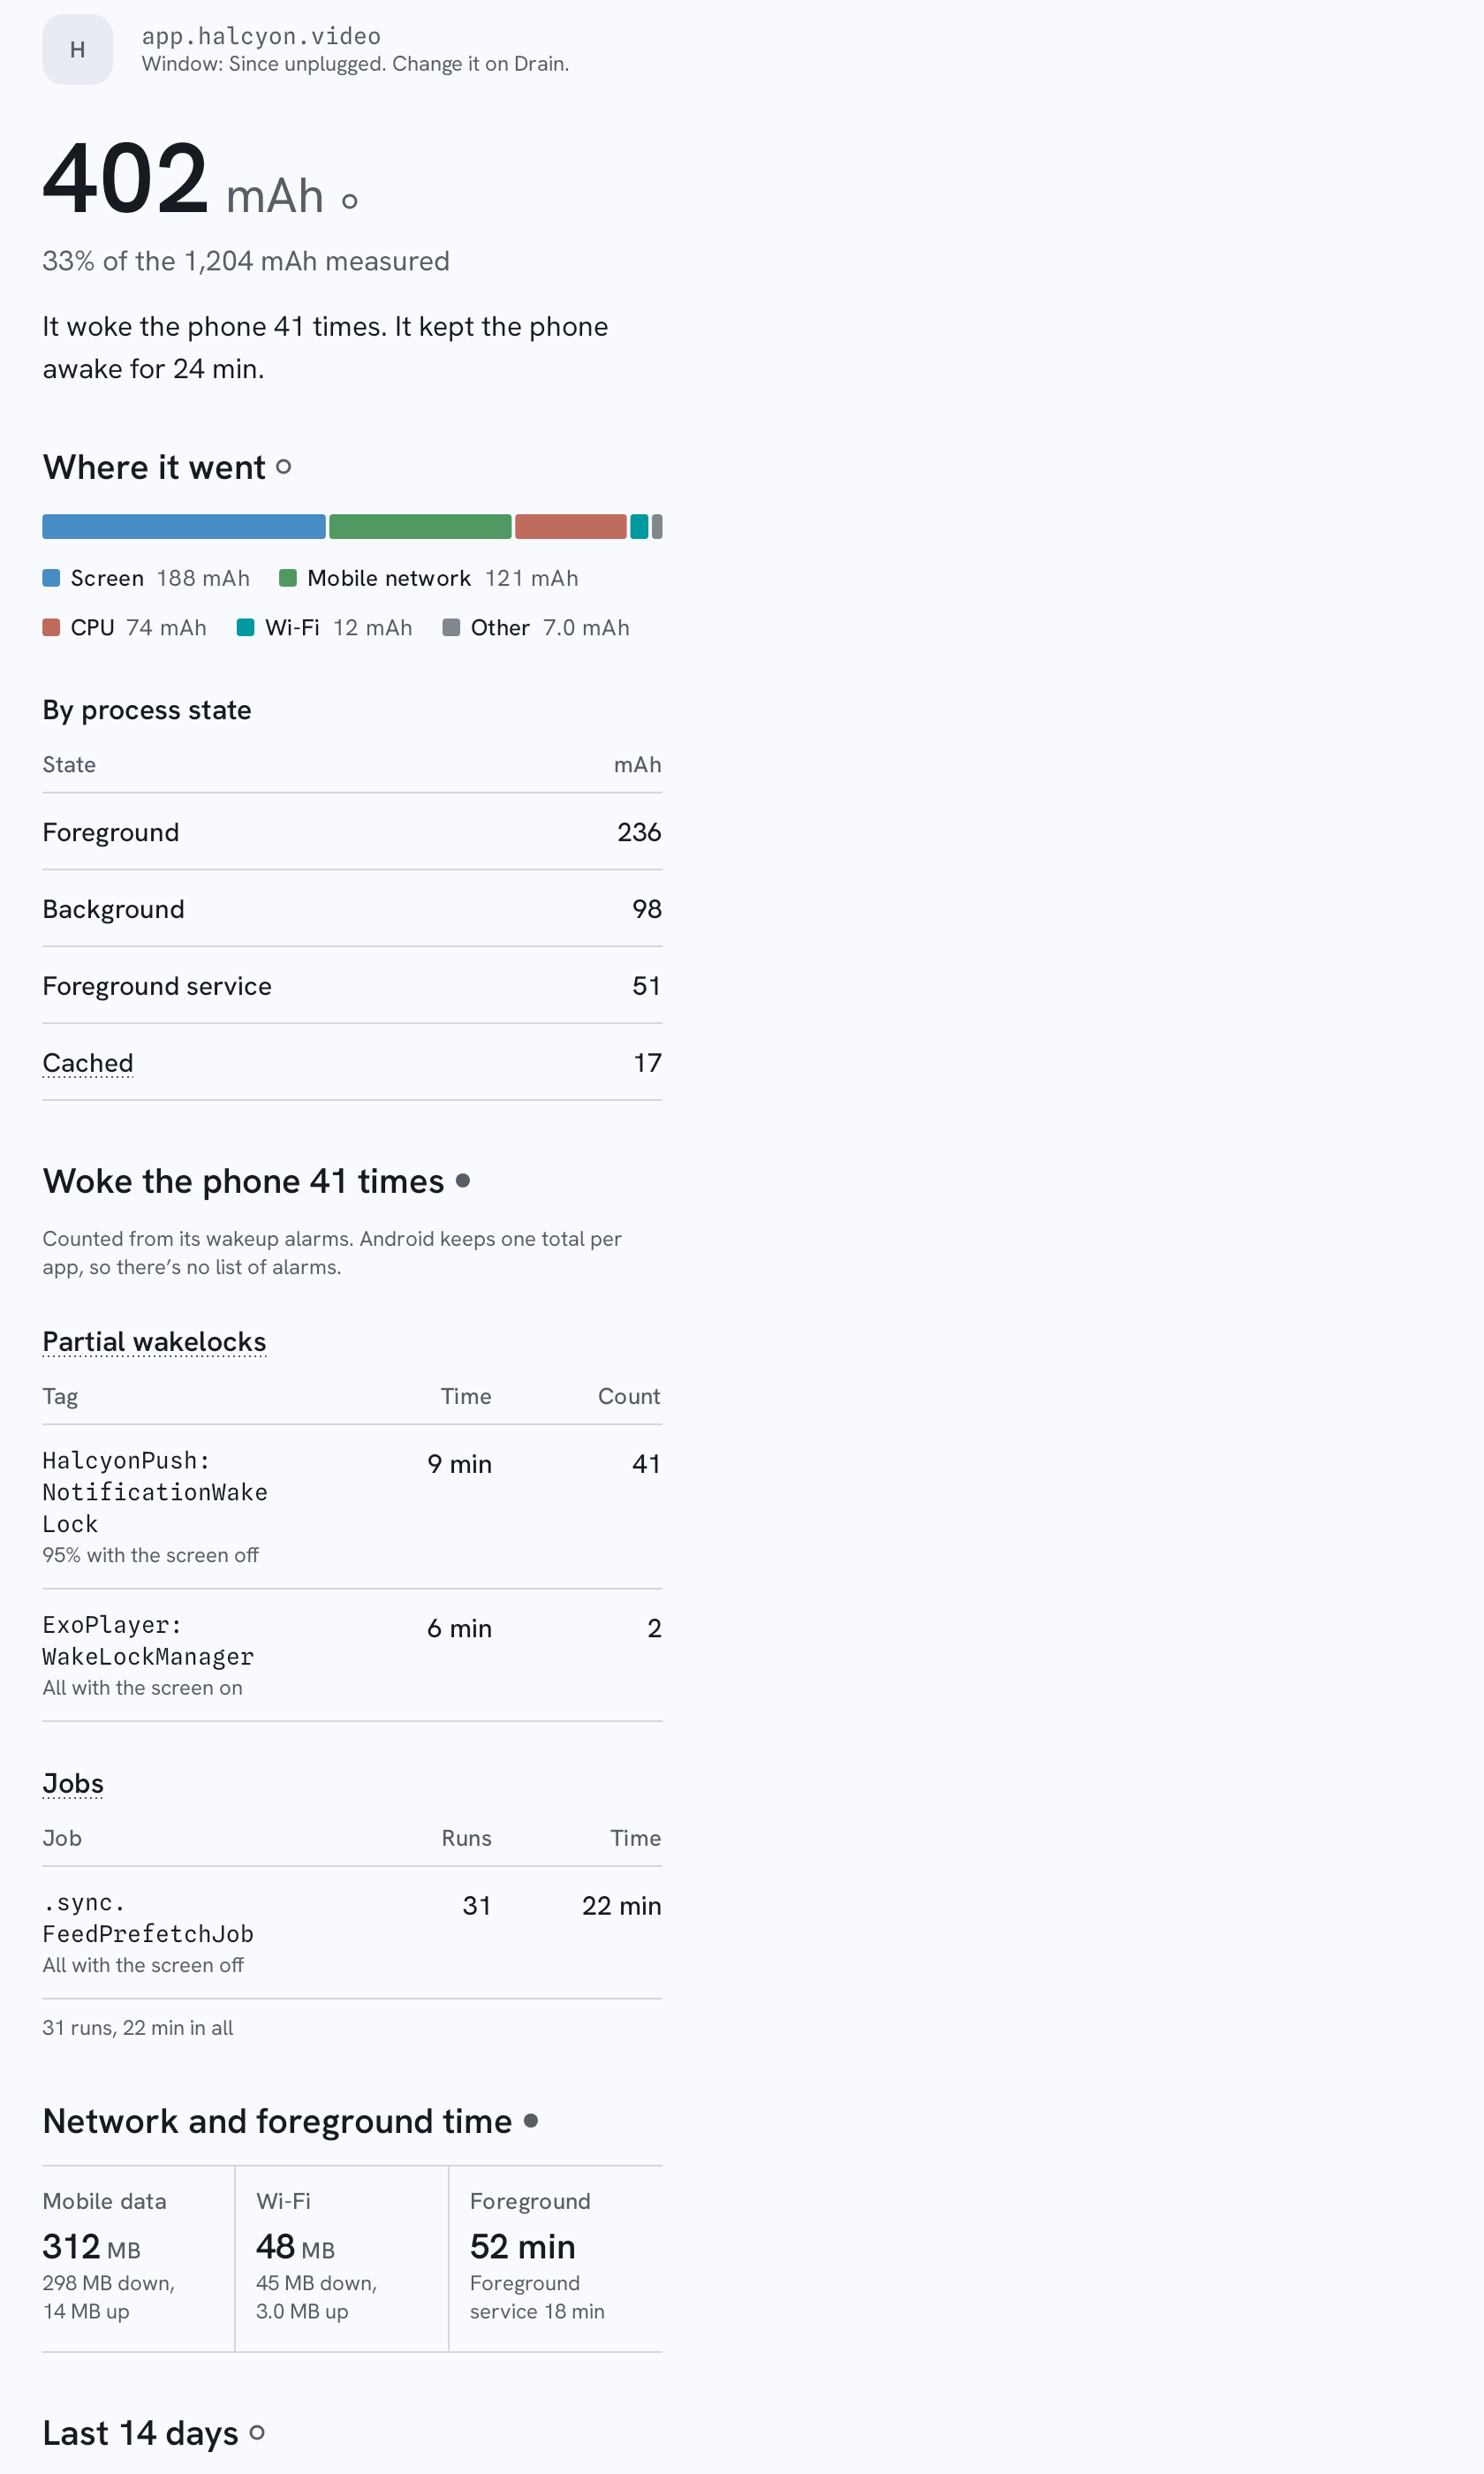 H
app.halcyon.video
Window: Since unplugged. Change it on Drain.
402 mAh
33% of the 1,204 mAh measured
It woke the phone 41 times. It kept the phone
awake for 24 min.
Where it went
Screen 188 mAh Mobile network 121 mAh
CPU 74 mAh Wi-Fi 12 mAh Other 7.0 mAh
By process state
State mAh
Foreground 236
Background 98
Foreground service 51
Cached 17
Woke the phone 41 times
Counted from its wakeup alarms. Android keeps one total per
app, so there’s no list of alarms.
Partial wakelocks
Tag Time Count
HalcyonPush: 9 min 41
NotificationWake
Lock
95% with the screen off
ExoPlayer: 6 min 2
WakeLockManager
All with the screen on
Jobs
Job Runs Time
.sync. 31 22 min
FeedPrefetchJob
All with the screen off
31 runs, 22 min in all
Network and foreground time
Mobile data Wi-Fi Foreground
312 MB 48 MB 52 min
298 MB down, 45 MB down, Foreground
14 MB up 3.0 MB up service 18 min
Last 14 days